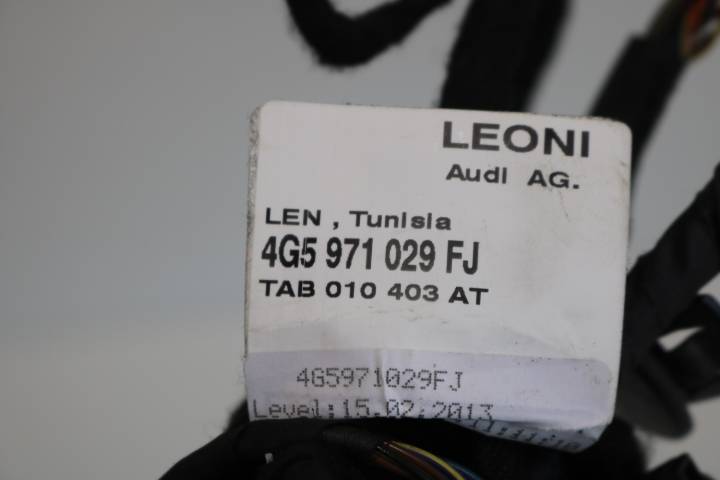 LEONI
Audi AG.
LEN , Tunisia
4G5 971 029 FJ
TAB 010 403 AT
4G5971029FJ
Level:15.02.2013